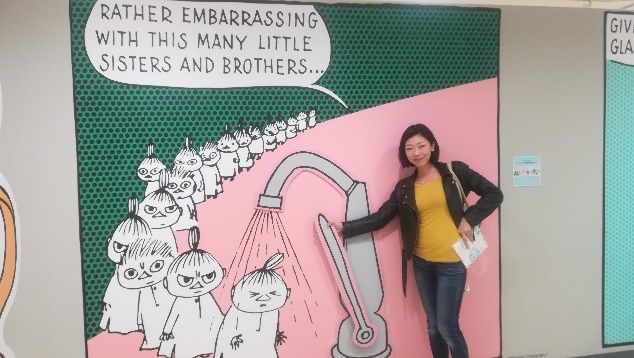 RATHER EMBARRASSING
WITH THIS MANY LITTLE
SISTERS AND BROTHERS...
GIV
GLA